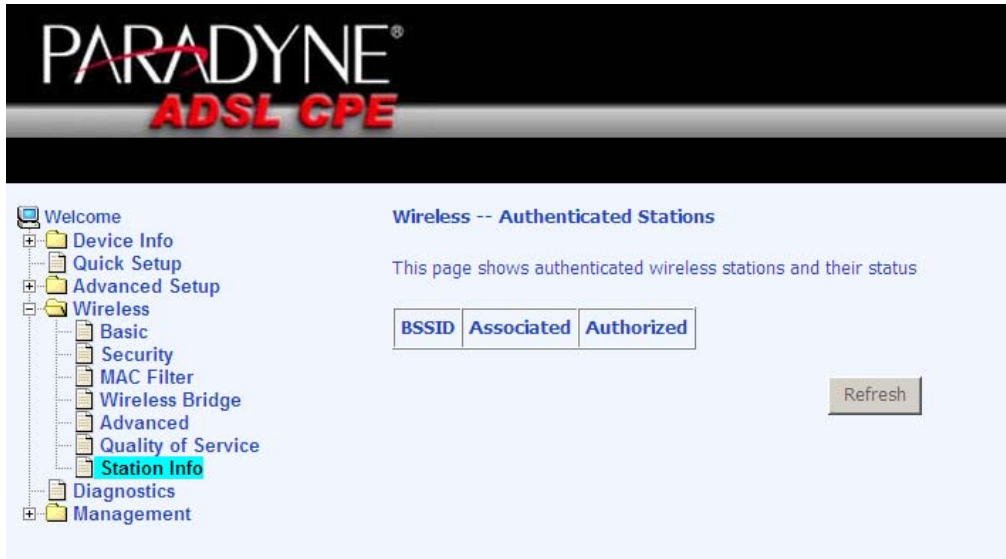 PARADYNE®
ADSL CPE
Welcome
Device Info
Quick Setup
Advanced Setup
Wireless
Basic
Security
MAC Filter
Wireless Bridge
Advanced
Quality of Service
Station Info
Diagnostics
Management
Wireless -- Authenticated Stations
This page shows authenticated wireless stations and their status
BSSID Associated Authorized
Refresh